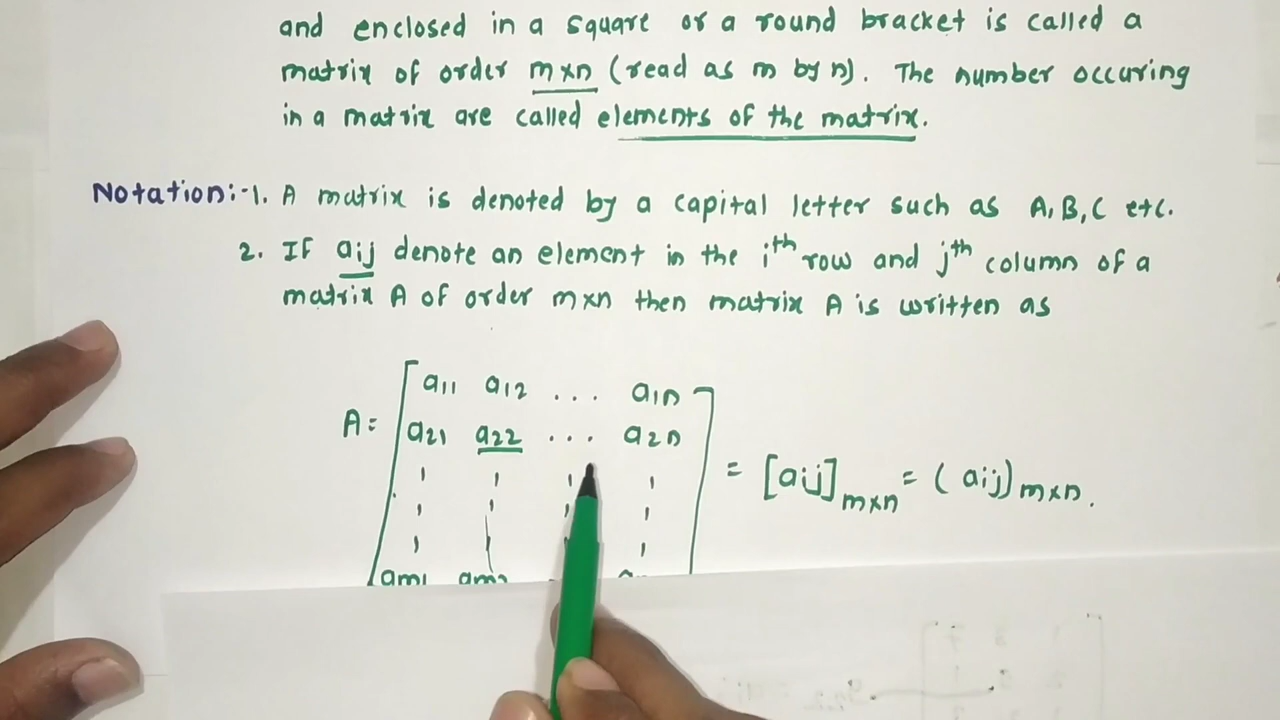 and enclosed in a square or a round bracket is called a
matrix of order m×n (read as m by n). The number occuring
in a matrix are called elements of the matrix.
Notation:-1. A matrix is denoted by a capital letter such as A, B, C etc.
2. If aij denote an element in the ith row and jth column of a
matrix A of order m×n then matrix A is written as
a11 a12 ... a1n
A= a21 a22 ... a2n
= [aij]m×n = (aij)m×n.
am1 am2